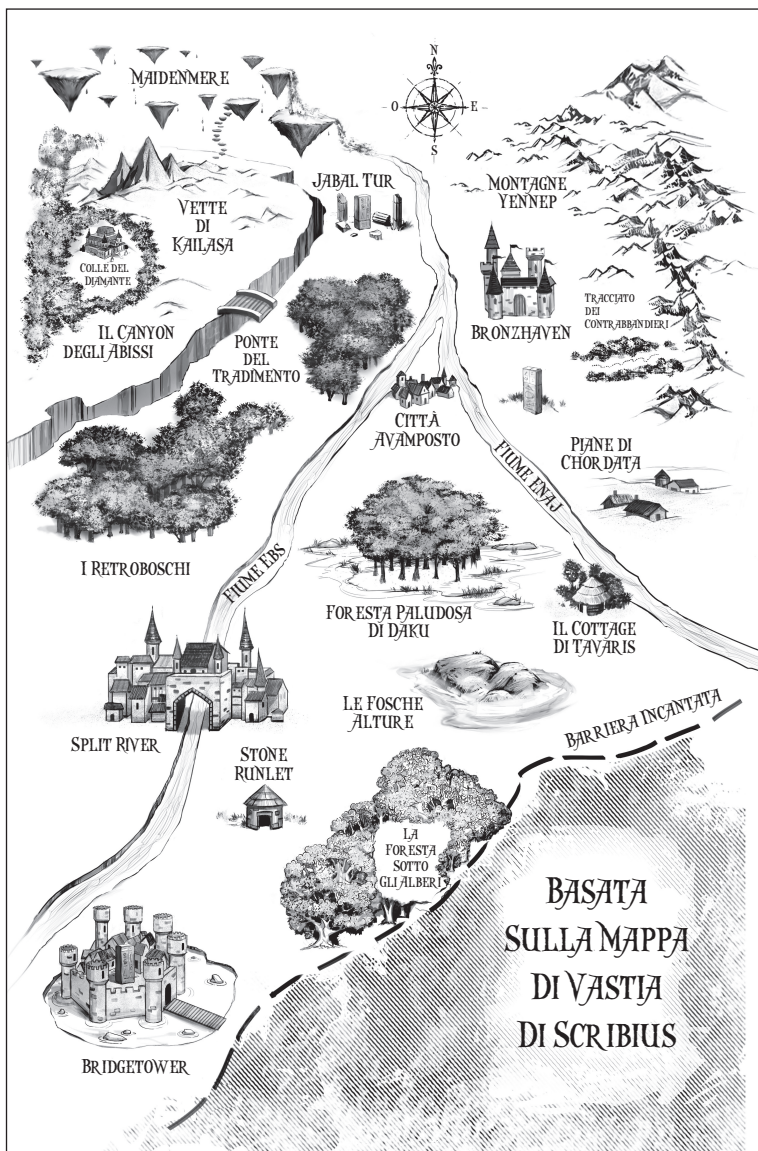 MAIDENMERE
N
O
E
S
JABAL TUR
MONTAGNE
YENNEP
VETTE
DI
KAILASA
COLLE DEL
DIAMANTE
BRONZHAVEN
TRACCIATO
DEI
CONTRABBANDIERI
IL CANYON
DEGLI ABISSI
PONTE
DEL
TRADIMENTO
CITTÀ
AVAMPOSTO
FIUME ENAJ
PIANE DI
CHORDATA
I RETROBOSCHI
FIUME EBS
FORESTA PALUDOSA
DI DAKU
IL COTTAGE
DI TAVARIS
LE FOSCHE
ALTURE
BARRIERA INCANTATA
SPLIT RIVER
STONE
RUNLET
LA
FORESTA
SOTTO
GLI ALBERI
BASATA
SULLA MAPPA
DI VASTIA
DI SCRIBIUS
BRIDGETOWER